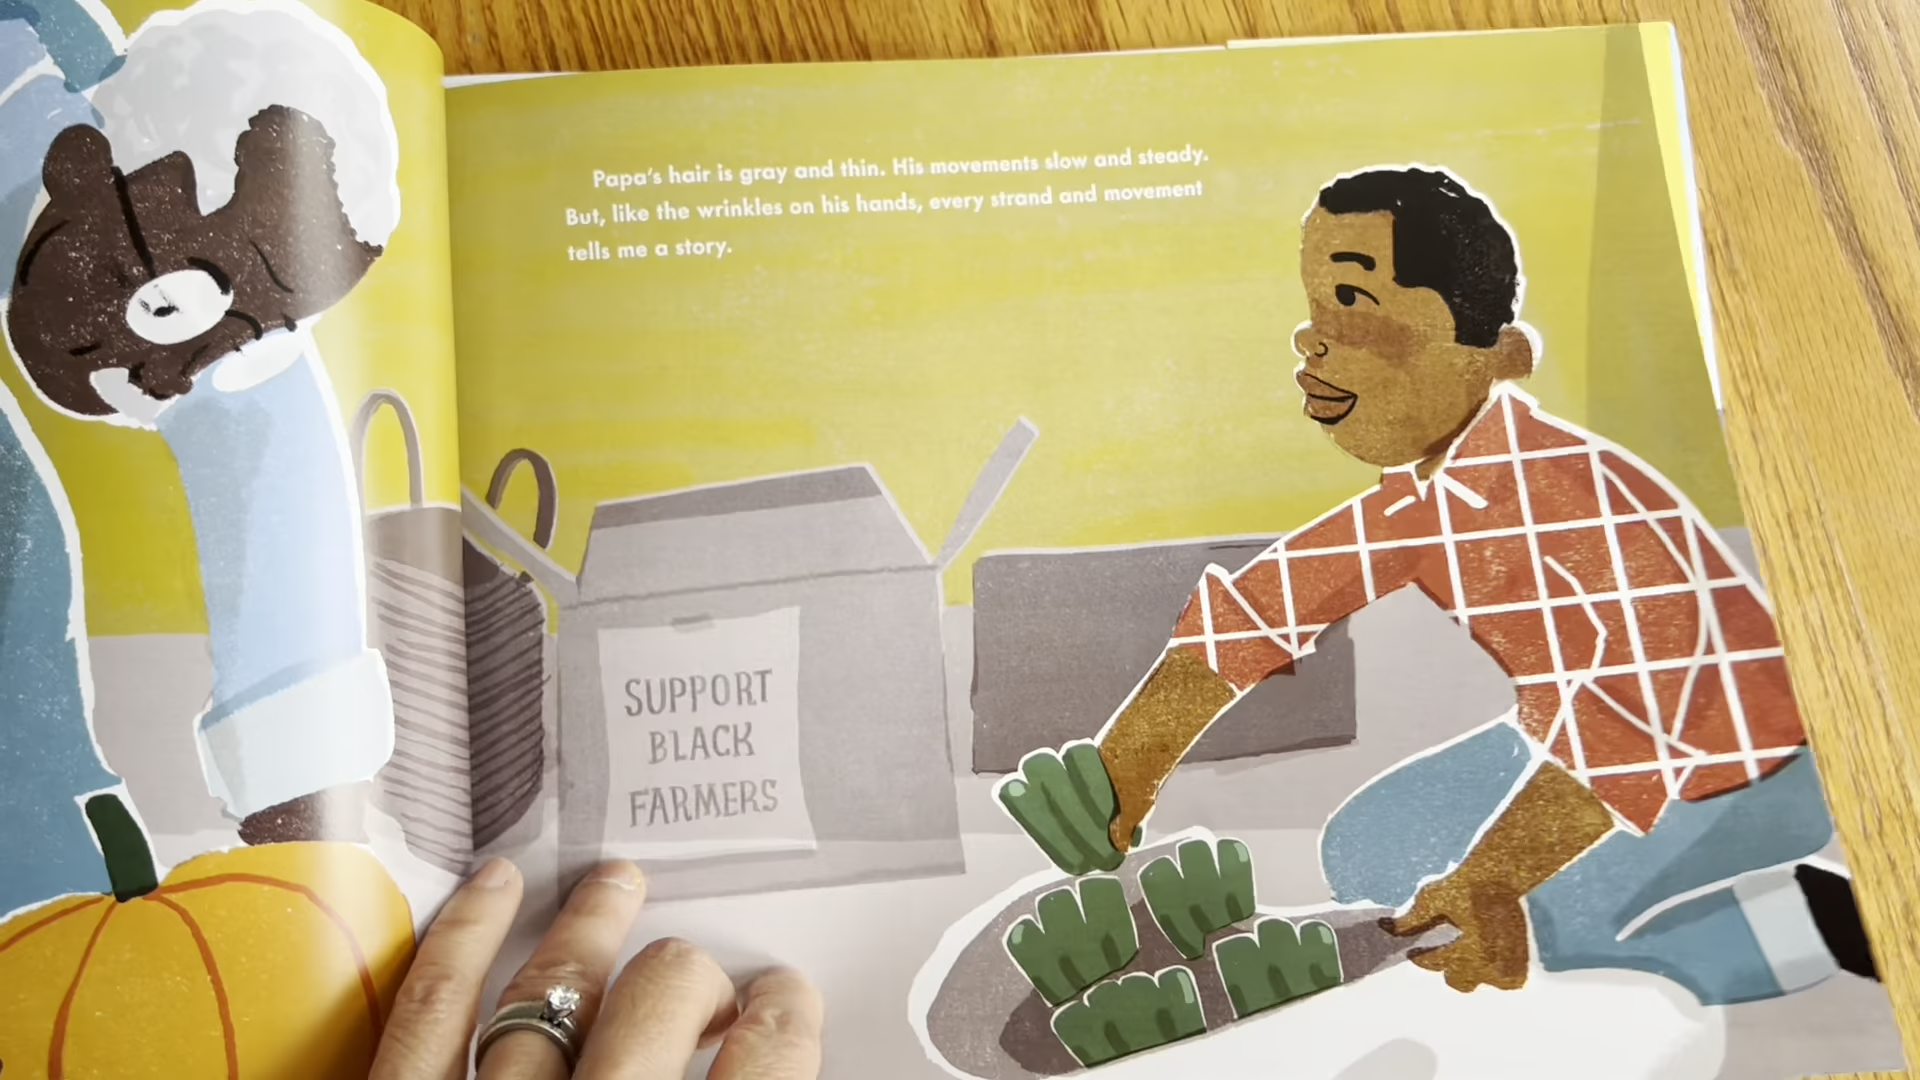 Papa's hair is gray and thin. His movements slow and steady.
But, like the wrinkles on his hands, every strand and movement
tells me a story.
SUPPORT
BLACK
FARMERS